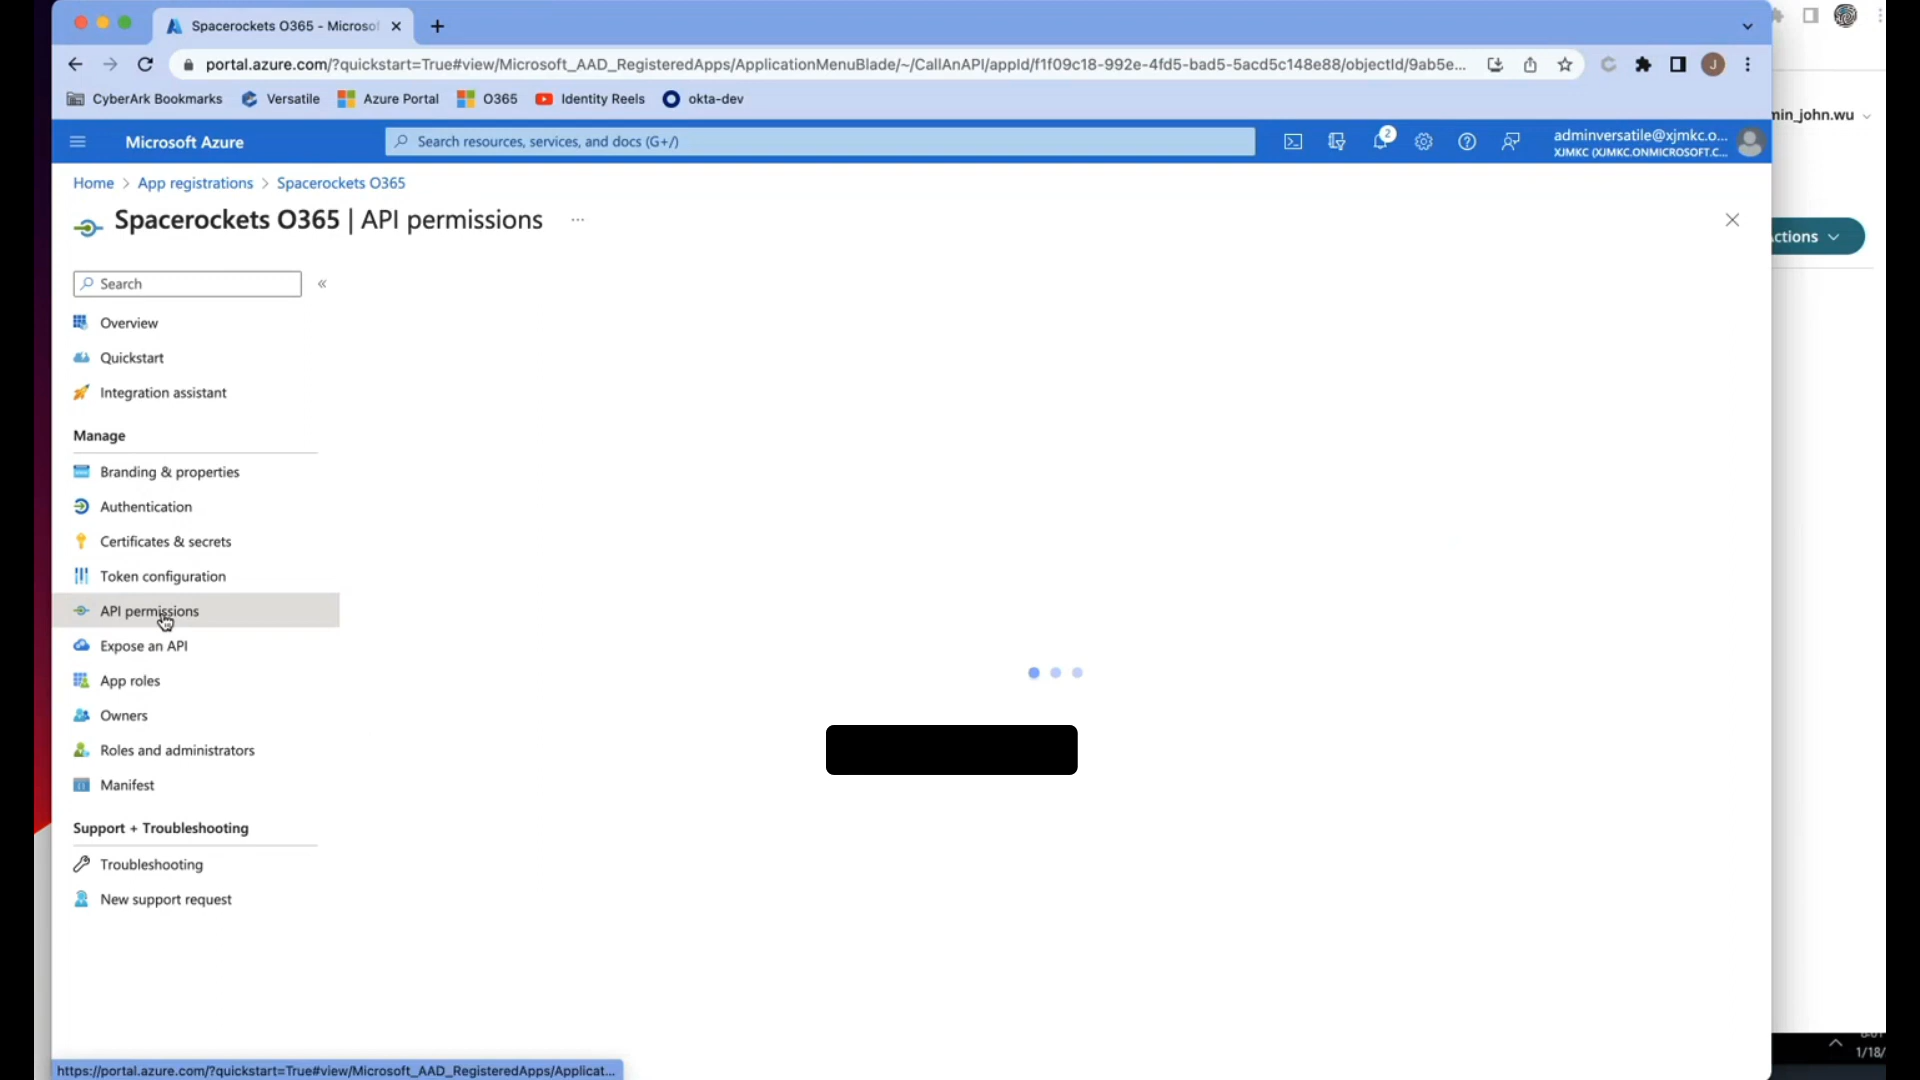 Spacerockets O365 - Microsof
portal.azure.com/?quickstart=True#view/Microsoft_AAD_RegisteredApps/ApplicationMenuBlade/~/CallAnAPI/appId/f1f09c18-992e-4fd5-bad5-5acd5c148e88/objectId/9ab5e...
J
CyberArk Bookmarks
Versatile
Azure Portal
O365
Identity Reels
okta-dev
min_john.wu
Microsoft Azure
Search resources, services, and docs (G+/)
2
adminversatile@xjmkc.o...
XJMKC (XJMKC.ONMICROSOFT.C...
Home > App registrations > Spacerockets O365
Spacerockets O365 | API permissions
...
ctions
Search
«
Overview
Quickstart
Integration assistant
Manage
Branding & properties
Authentication
Certificates & secrets
Token configuration
API permissions
Expose an API
App roles
Owners
Roles and administrators
Manifest
Support + Troubleshooting
Troubleshooting
New support request
1/18/
https://portal.azure.com/?quickstart=True#view/Microsoft_AAD_RegisteredApps/Applicat...